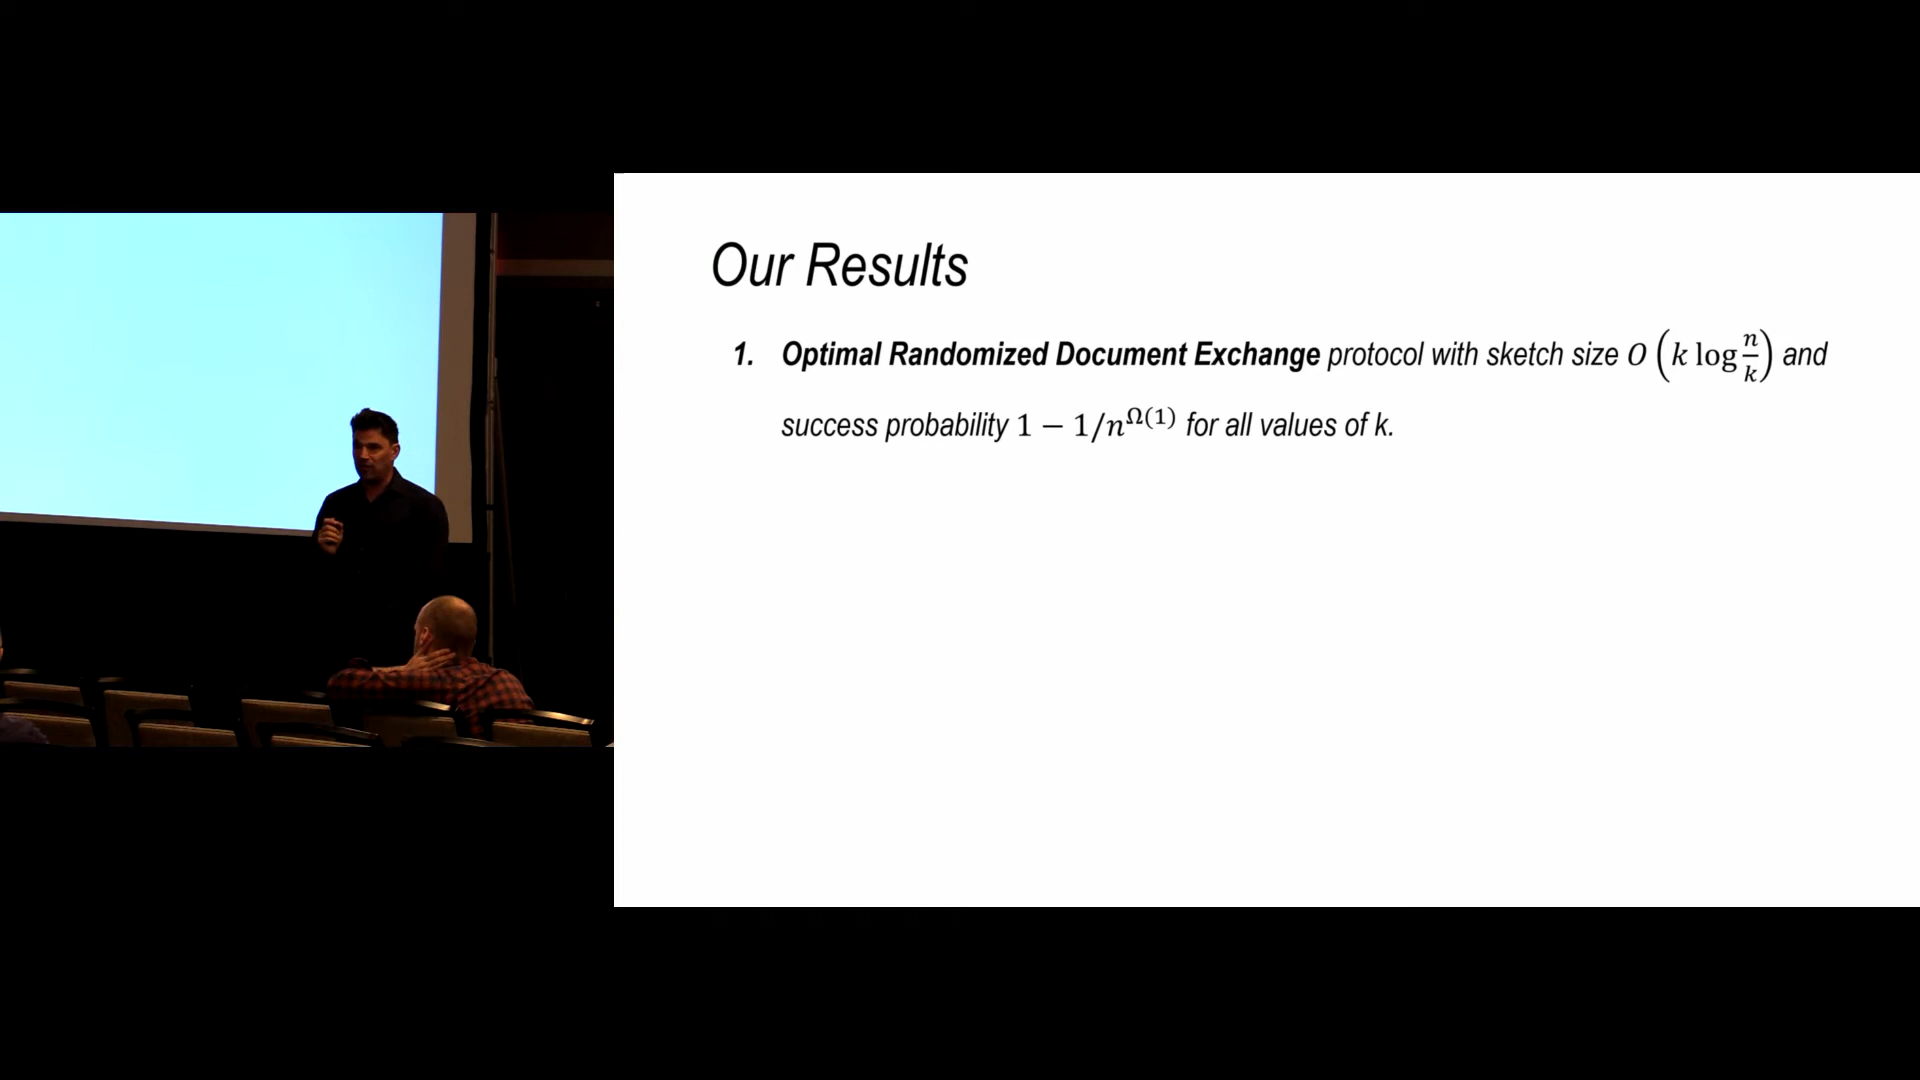 Our Results
1. Optimal Randomized Document Exchange protocol with sketch size O(k log n/k) and
success probability 1 − 1/n^Ω(1) for all values of k.